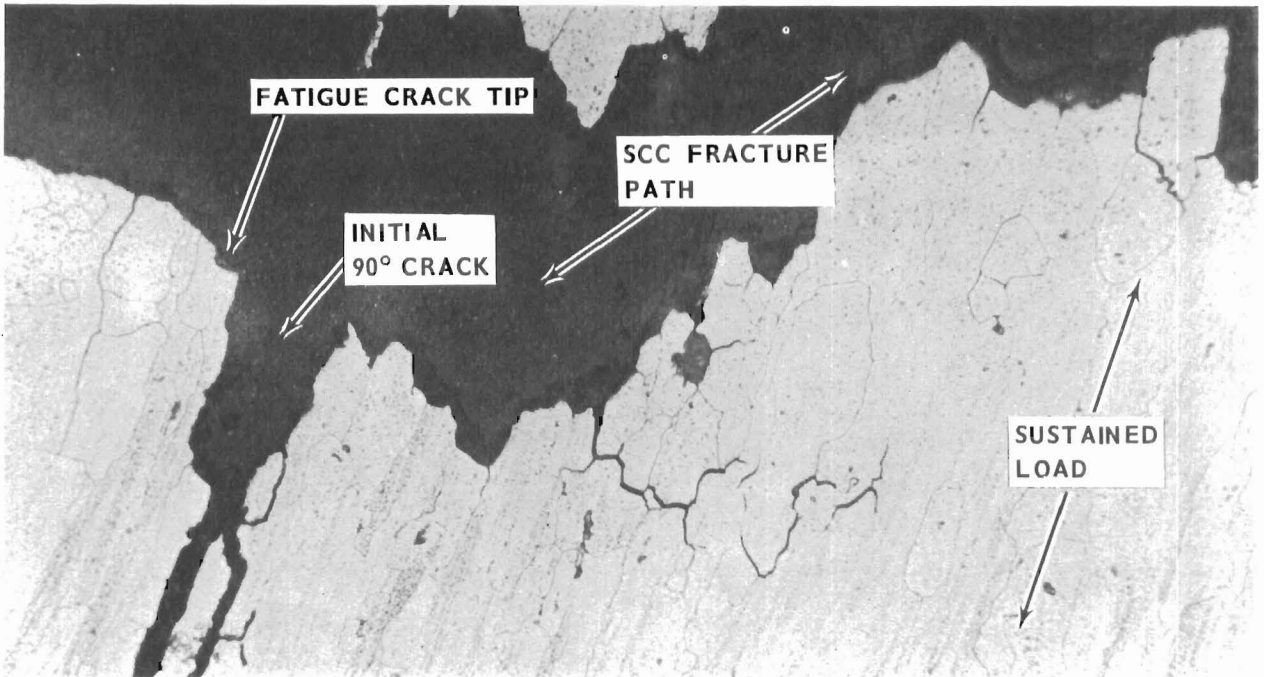 FATIGUE CRACK TIP
SCC FRACTURE
PATH
INITIAL
90° CRACK
SUSTAINED
LOAD